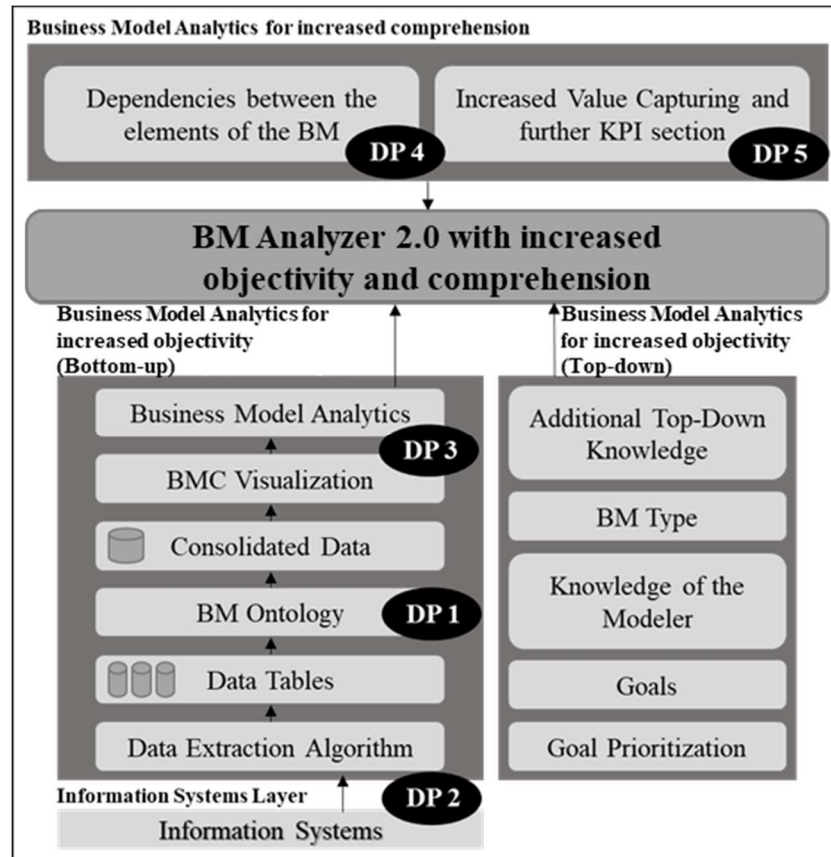 Business Model Analytics for increased comprehension
Dependencies between the
elements of the BM
DP 4
Increased Value Capturing and
further KPI section
DP 5
BM Analyzer 2.0 with increased
objectivity and comprehension
Business Model Analytics for
increased objectivity
(Bottom-up)
Business Model Analytics
DP 3
BMC Visualization
Consolidated Data
BM Ontology
DP 1
Data Tables
Data Extraction Algorithm
DP 2
Information Systems Layer
Information Systems
Business Model Analytics
for increased objectivity
(Top-down)
Additional Top-Down
Knowledge
BM Type
Knowledge of the
Modeler
Goals
Goal Prioritization